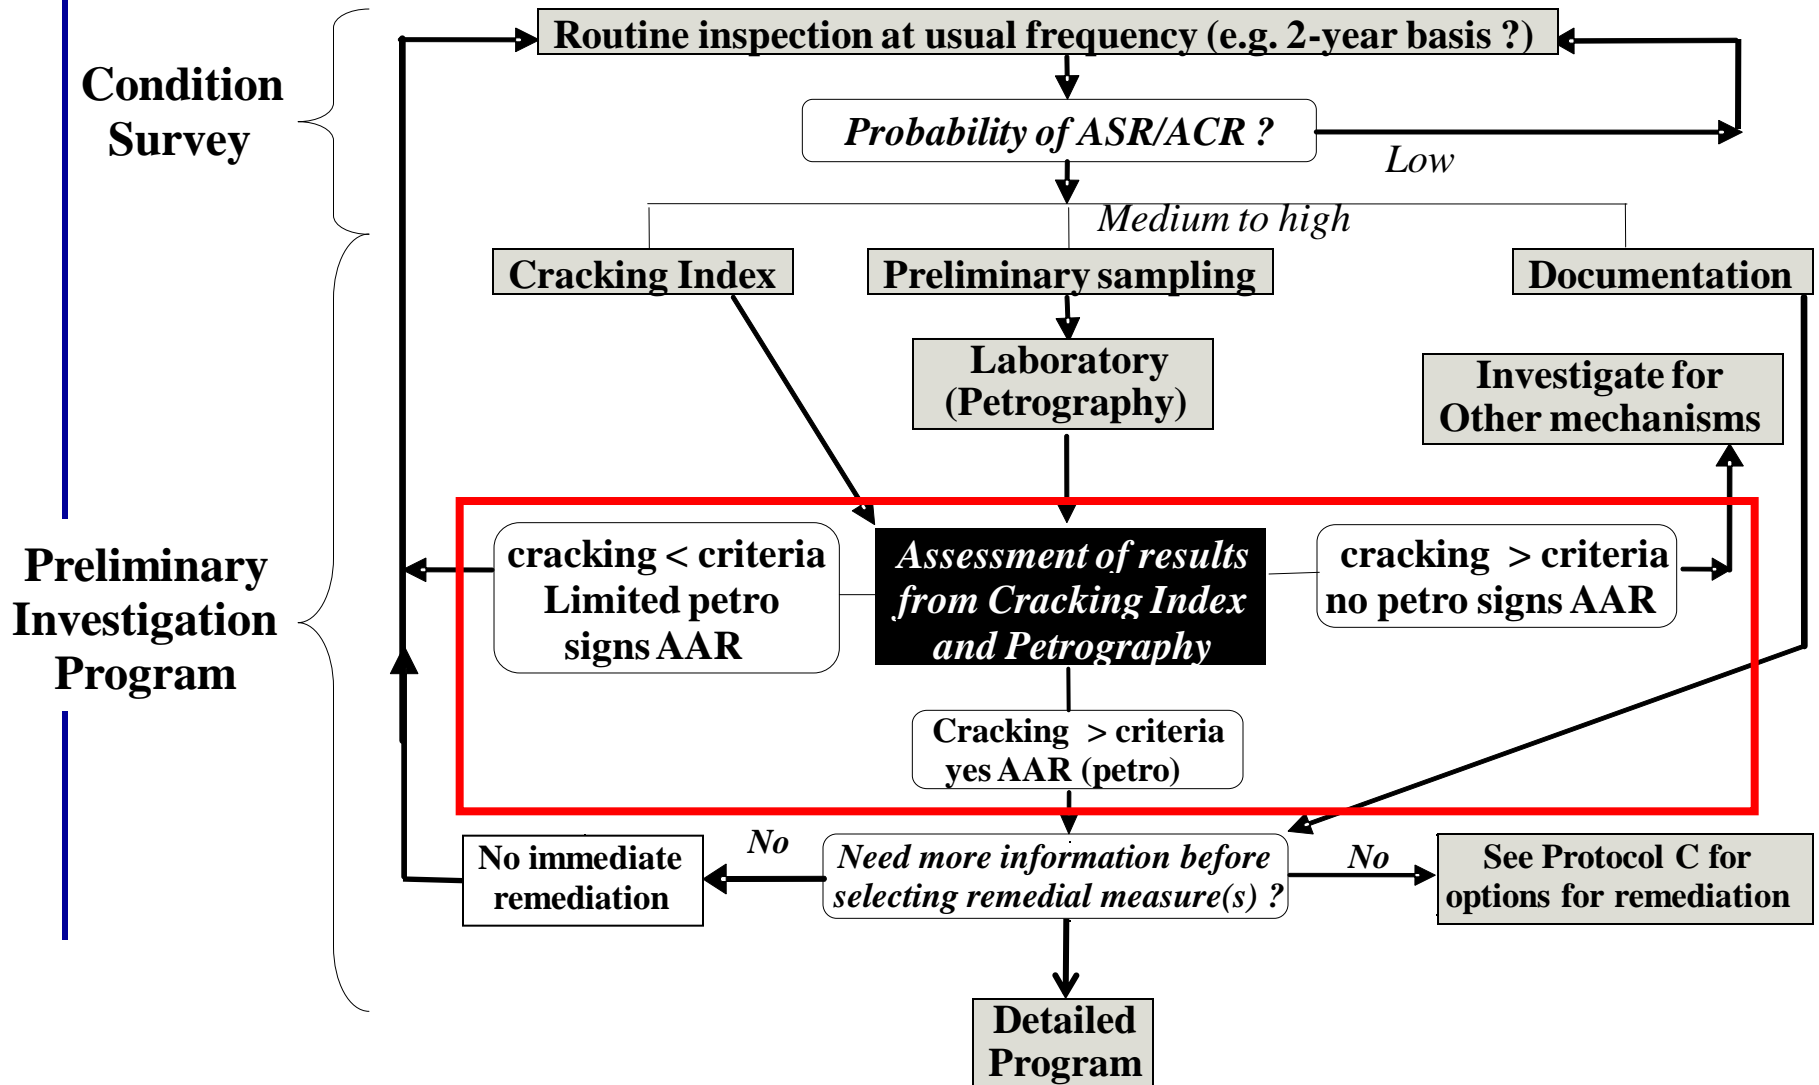 Routine inspection at usual frequency (e.g. 2-year basis ?)
Condition
Survey
Probability of ASR/ACR ?
Low
Medium to high
Cracking Index
Preliminary sampling
Documentation
Laboratory
(Petrography)
Investigate for
Other mechanisms
Preliminary
Investigation
Program
cracking < criteria
Limited petro
signs AAR
Assessment of results
from Cracking Index
and Petrography
cracking > criteria
no petro signs AAR
Cracking > criteria
yes AAR (petro)
No immediate
remediation
No
Need more information before
selecting remedial measure(s) ?
No
See Protocol C for
options for remediation
Detailed
Program